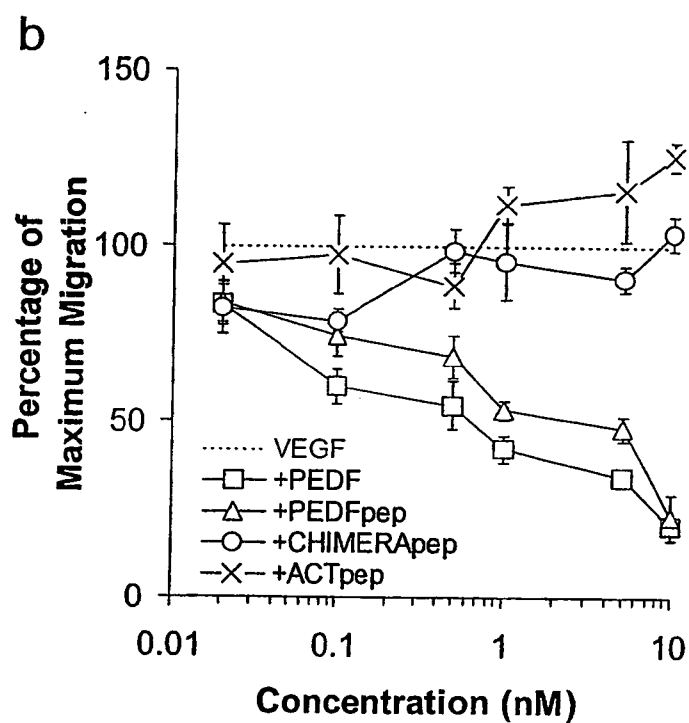 b
150
100
50
0
Percentage of
Maximum Migration
VEGF
+PEDF
+PEDFpep
+CHIMERApep
+ACTpep
0.01 0.1 1 10
Concentration (nM)